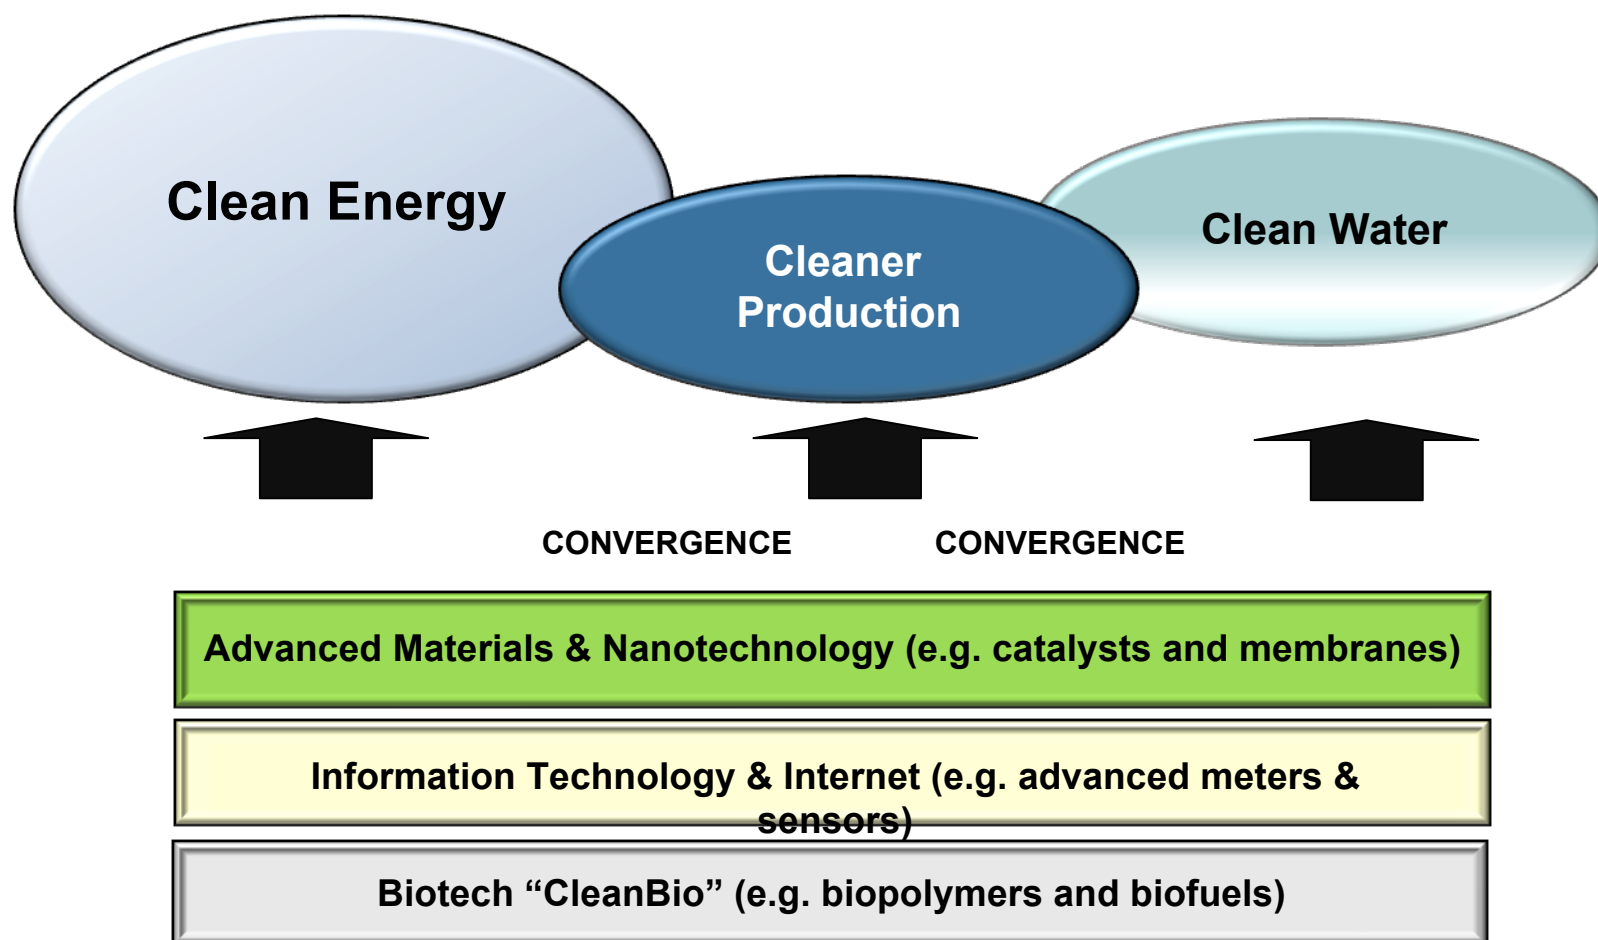 Clean Energy
Cleaner
Production
Clean Water
CONVERGENCE
CONVERGENCE
Advanced Materials & Nanotechnology (e.g. catalysts and membranes)
Information Technology & Internet (e.g. advanced meters &
sensors)
Biotech “CleanBio” (e.g. biopolymers and biofuels)